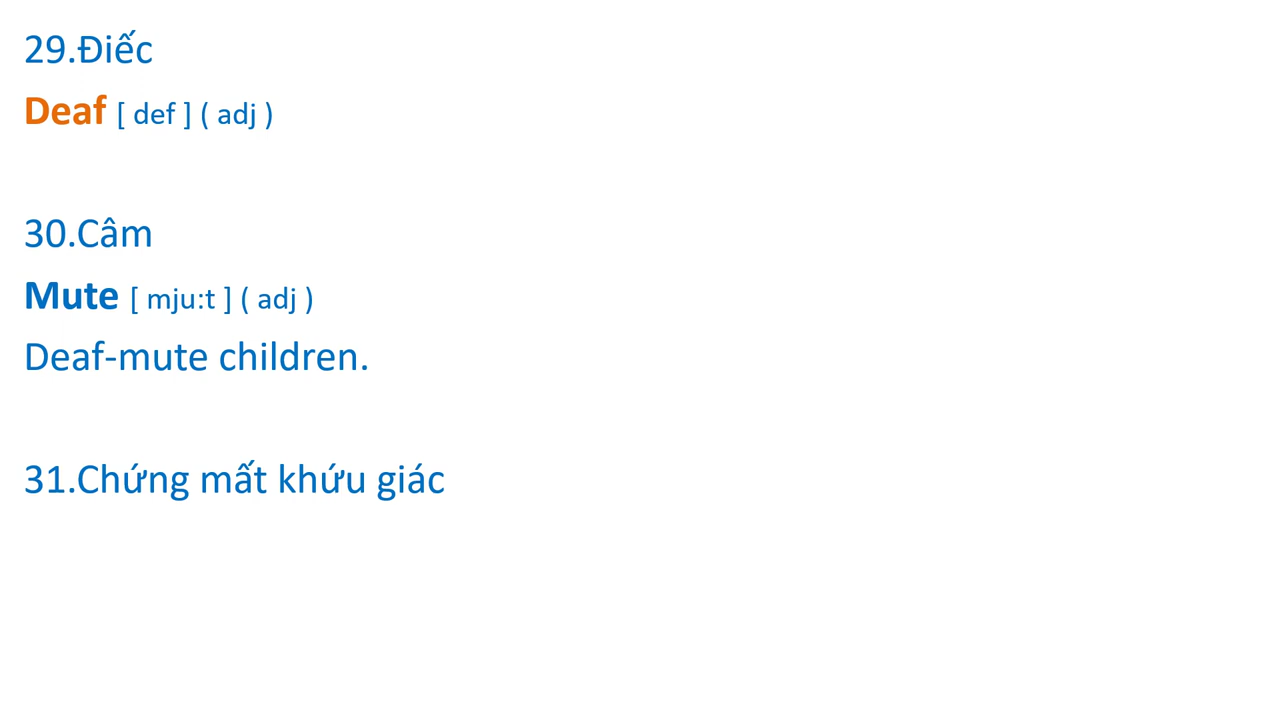 29.Điếc
Deaf [ def ] ( adj )
30.Câm
Mute [ mju:t ] ( adj )
Deaf-mute children.
31.Chứng mất khứu giác